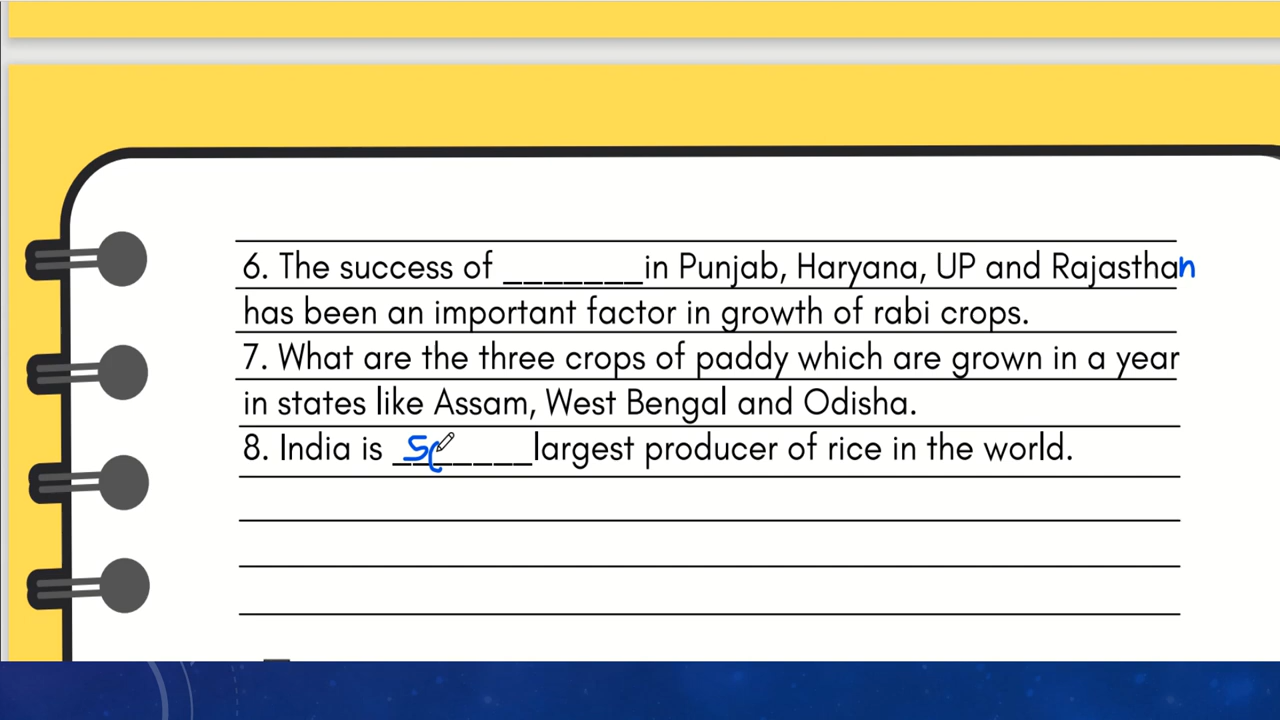 6. The success of _______in Punjab, Haryana, UP and Rajasthan
has been an important factor in growth of rabi crops.
7. What are the three crops of paddy which are grown in a year
in states like Assam, West Bengal and Odisha.
8. India is _______largest producer of rice in the world.